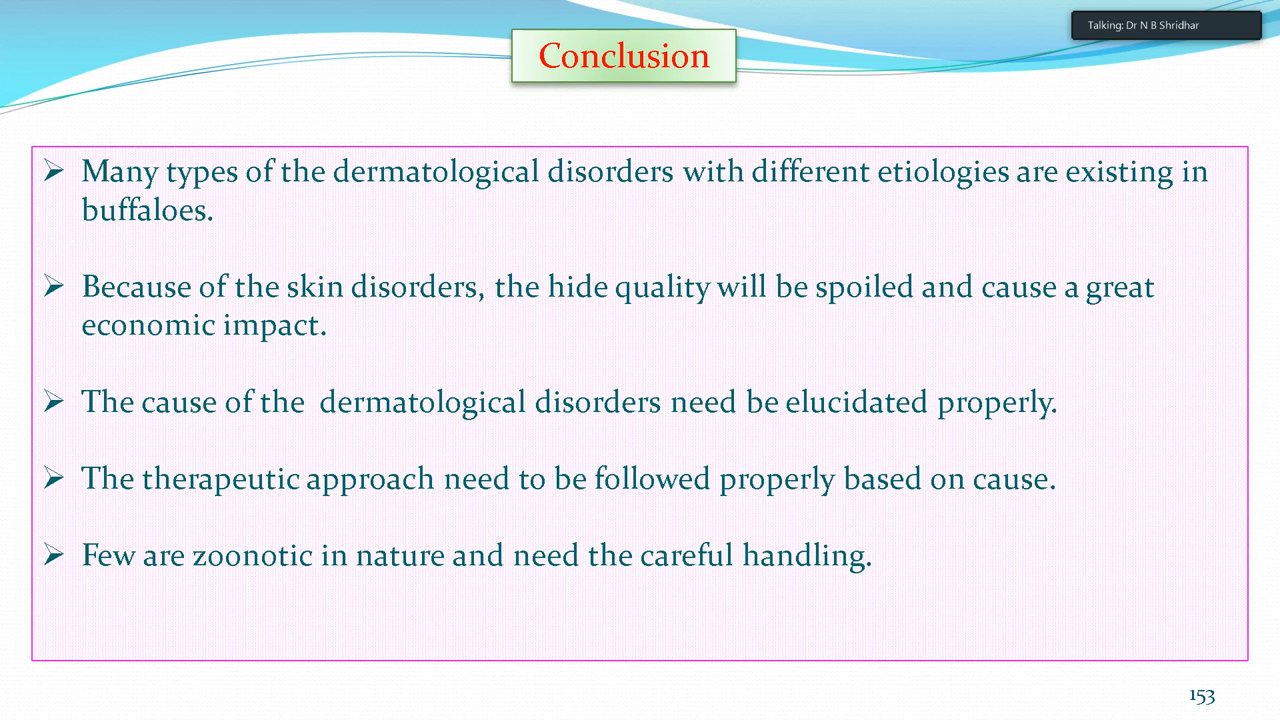 Talking: Dr N B Shridhar
Conclusion
➢ Many types of the dermatological disorders with different etiologies are existing in
buffaloes.
➢ Because of the skin disorders, the hide quality will be spoiled and cause a great
economic impact.
➢ The cause of the dermatological disorders need be elucidated properly.
➢ The therapeutic approach need to be followed properly based on cause.
➢ Few are zoonotic in nature and need the careful handling.
153